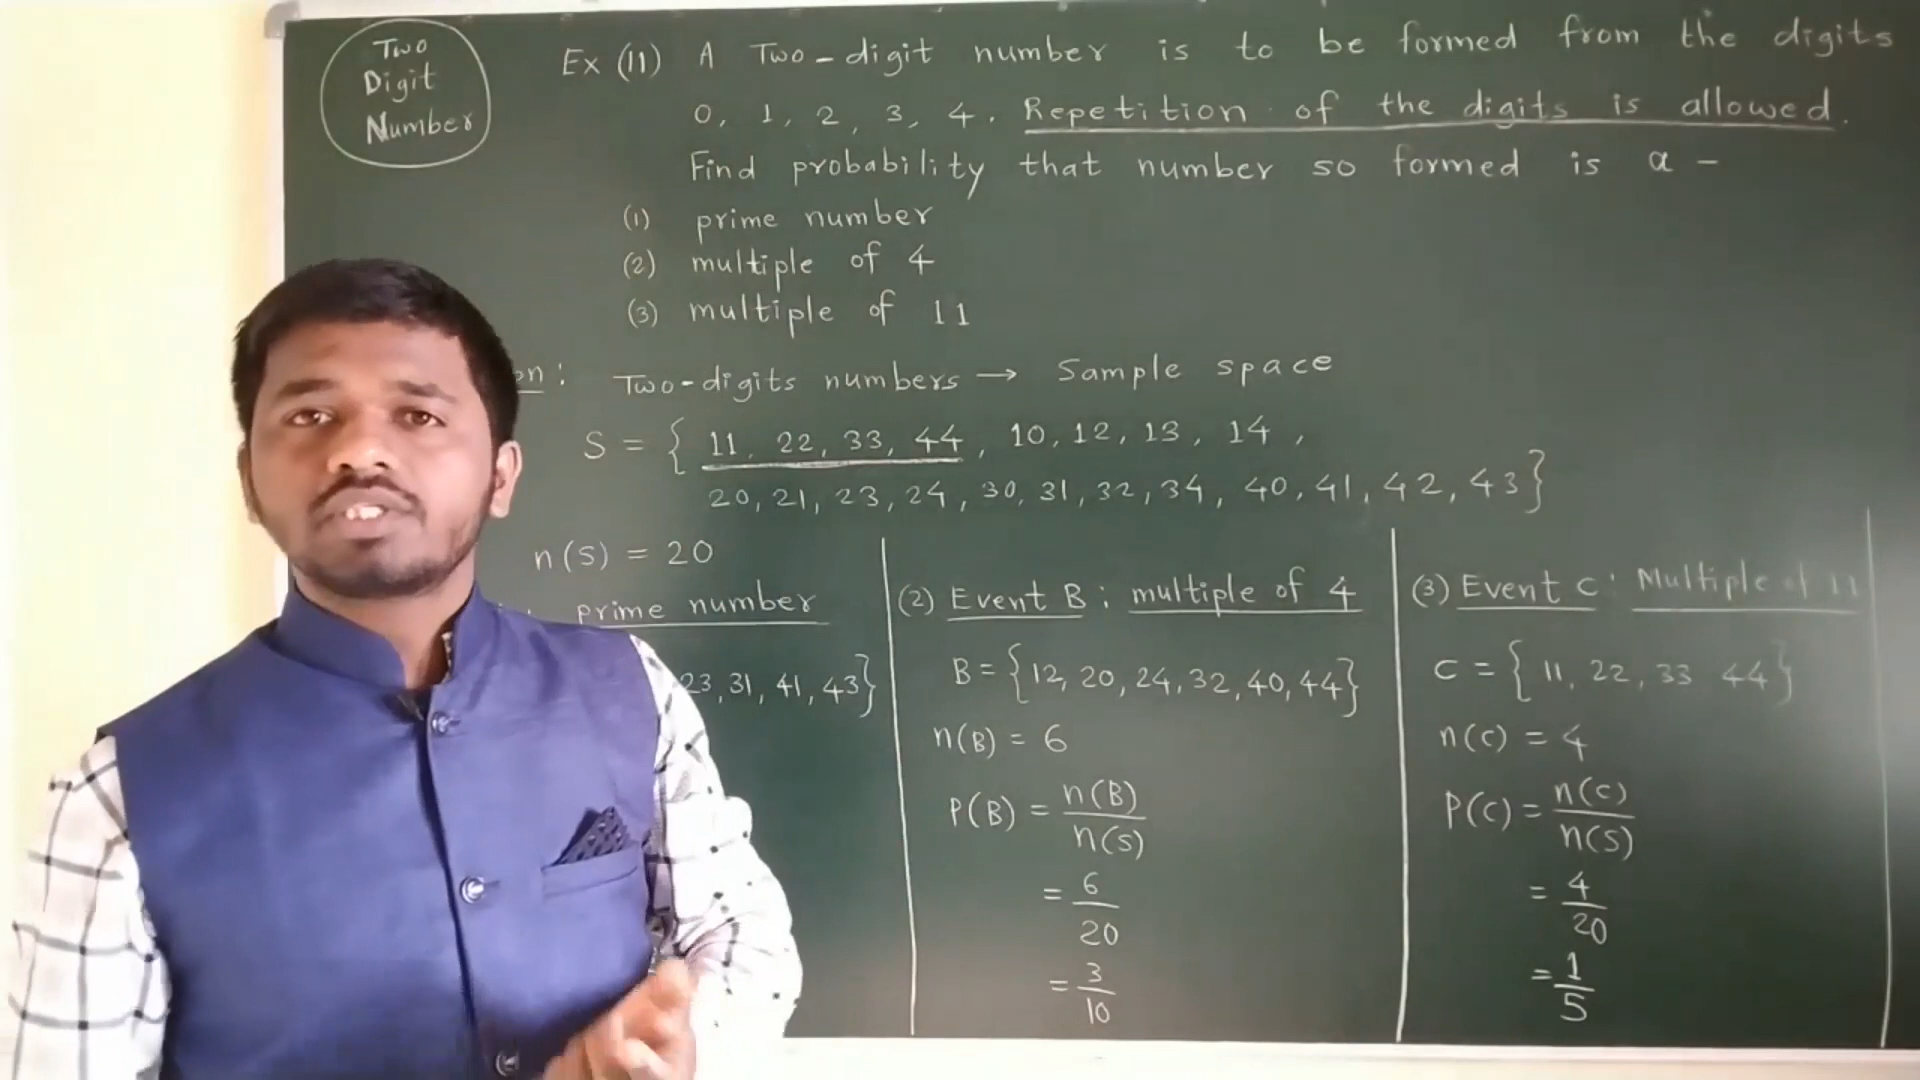 Two
Digit
Number
Ex (11) A Two-digit number is to be formed from the digits
0, 1, 2, 3, 4. Repetition of the digits is allowed.
Find probability that number so formed is a -
(1) prime number
(2) multiple of 4
(3) multiple of 11
on: Two-digits numbers → Sample space
S = { 11, 22, 33, 44, 10, 12, 13, 14,
20, 21, 23, 24, 30, 31, 32, 34, 40, 41, 42, 43}
n(S) = 20
: prime number
23, 31, 41, 43}
(2) Event B: multiple of 4
B = {12, 20, 24, 32, 40, 44}
n(B) = 6
P(B) = n(B)
n(S)
= 6
20
= 3
10
(3) Event C: Multiple of 11
C = { 11, 22, 33 44}
n(C) = 4
P(C) = n(C)
n(S)
= 4
20
= 1
5